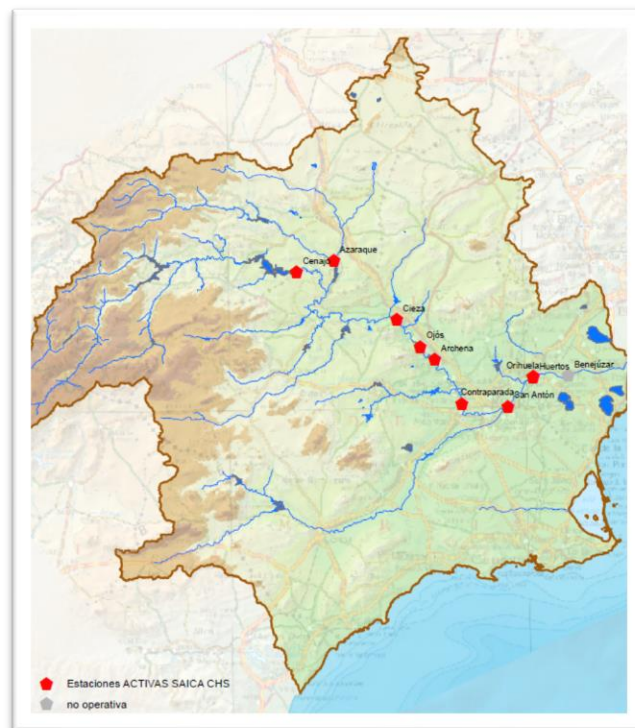 Azaraque
Cenajo
Cieza
Ojós
Archena
Orihuela Huertos Benejúzar
Contraparada San Antón
Estaciones ACTIVAS SAICA CHS
no operativa